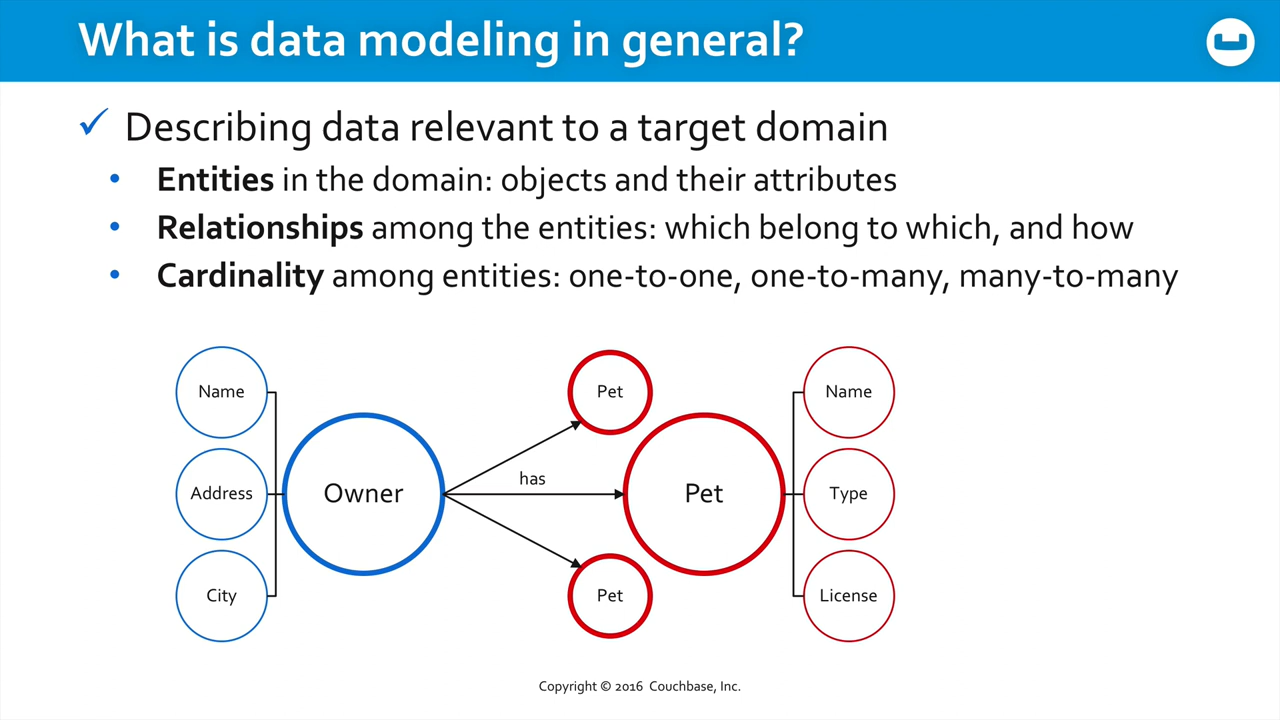 What is data modeling in general?
Describing data relevant to a target domain
Entities in the domain: objects and their attributes
Relationships among the entities: which belong to which, and how
Cardinality among entities: one-to-one, one-to-many, many-to-many
Name
Address
City
Owner
has
Pet
Pet
Pet
Name
Type
License
Copyright © 2016 Couchbase, Inc.